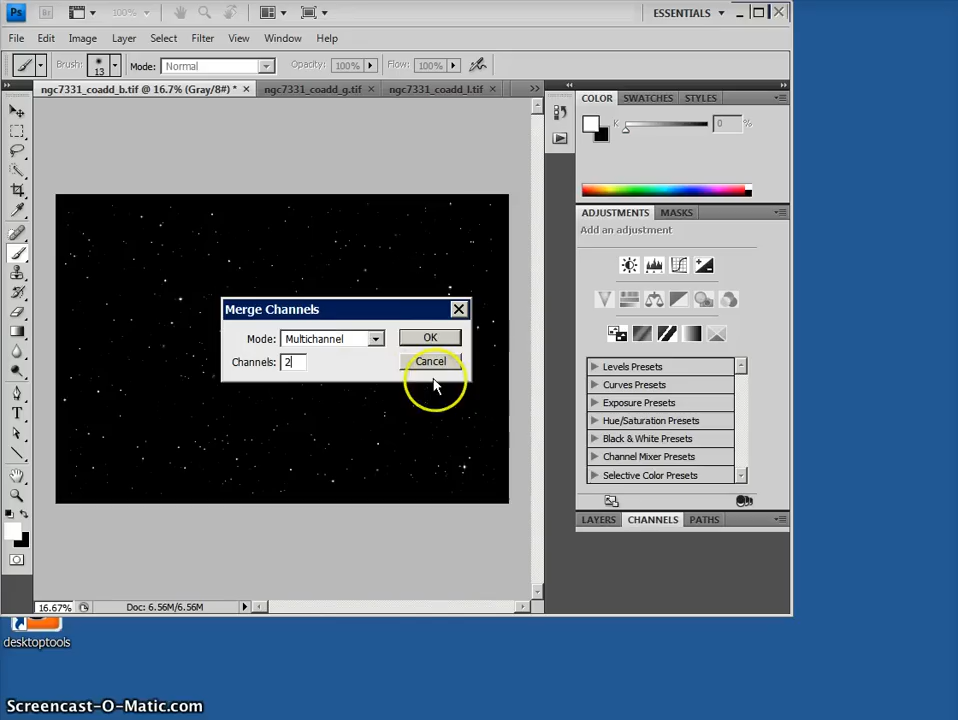 Ps Br 100% ESSENTIALS
File Edit Image Layer Select Filter View Window Help
Brush: 13 Mode: Normal Opacity: 100% Flow: 100%
ngc7331_coadd_b.tif @ 16.7% (Gray/8#) * ngc7331_coadd_g.tif ngc7331_coadd_l.tif
COLOR SWATCHES STYLES
K 0 %
ADJUSTMENTS MASKS
Add an adjustment
Merge Channels
Mode: Multichannel OK
Channels: 2 Cancel
Levels Presets
Curves Presets
Exposure Presets
Hue/Saturation Presets
Black & White Presets
Channel Mixer Presets
Selective Color Presets
LAYERS CHANNELS PATHS
16.67% Doc: 6.56M/6.56M
desktoptools
Screencast-O-Matic.com